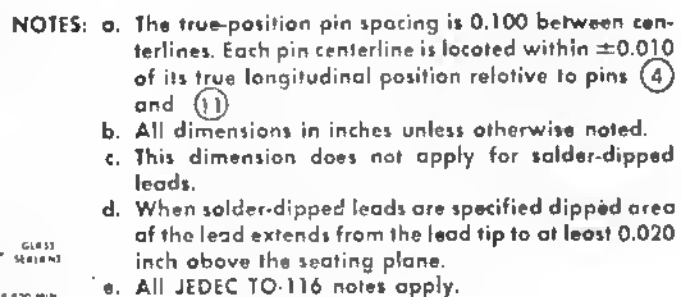 NOTES: a. The true-position pin spacing is 0.100 between cen-
terlines. Each pin centerline is located within ±0.010
of its true longitudinal position relative to pins ④
and ⑪
b. All dimensions in inches unless otherwise noted.
c. This dimension does not apply for solder-dipped
leads.
d. When solder-dipped leads are specified dipped area
of the lead extends from the lead tip to at least 0.020
inch above the seating plane.
GLASS
SEALANT
e. All JEDEC TO-116 notes apply.